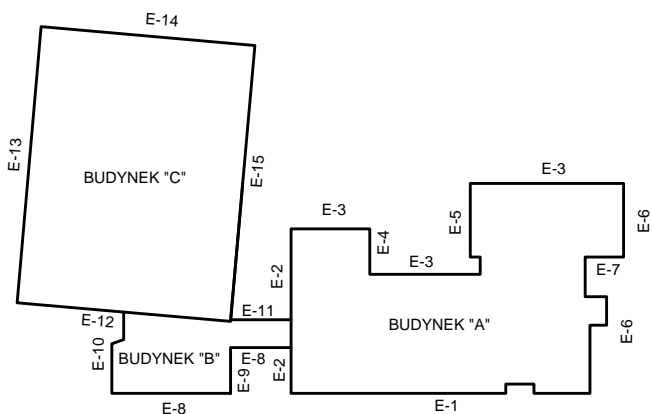 E-14
E-13
BUDYNEK "C"
E-15
E-3
E-3
E-5
E-6
E-4
E-3
E-7
E-2
E-12
E-11
BUDYNEK "A"
E-6
E-10
BUDYNEK "B"
E-8
E-9
E-2
E-8
E-1